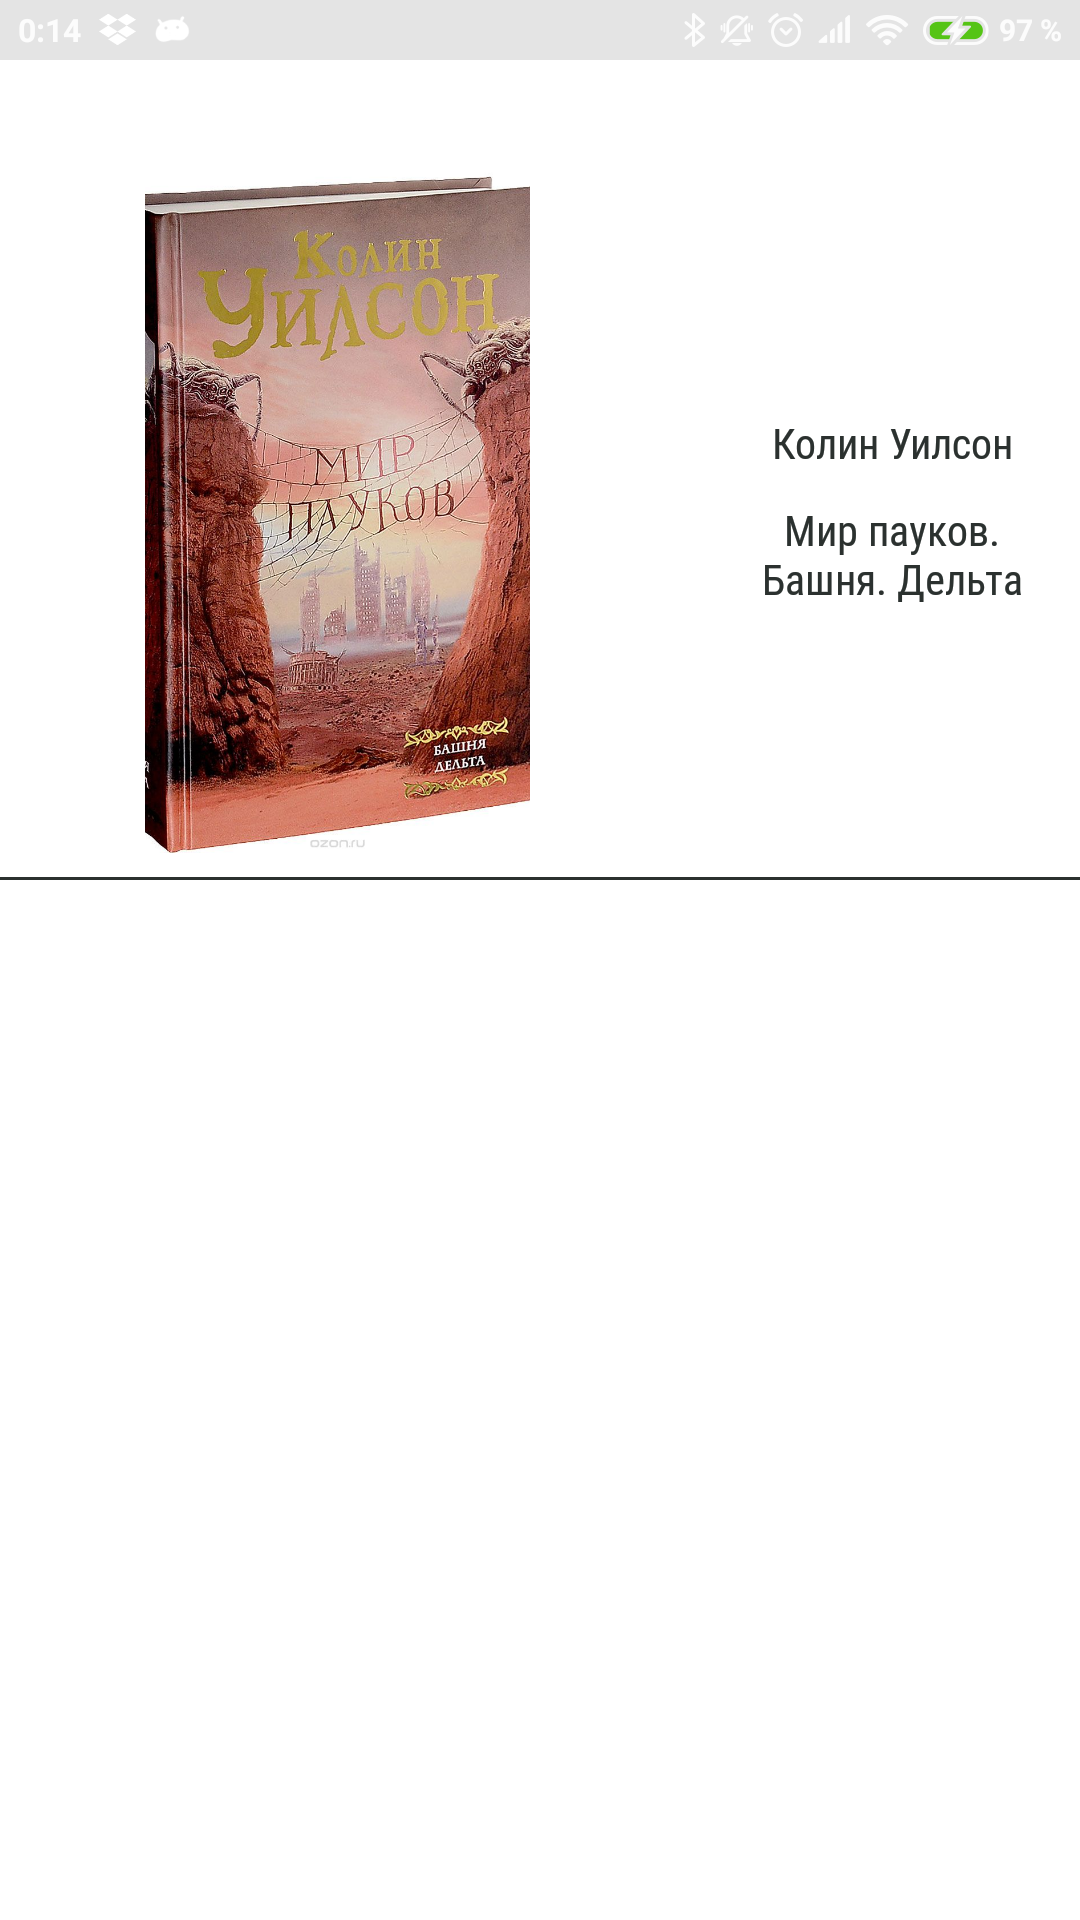 0:14
97 %
Колин
Уилсон
МИР
ПАУКОВ
БАШНЯ
ДЕЛЬТА
ozon.ru
Колин Уилсон
Мир пауков.
Башня. Дельта